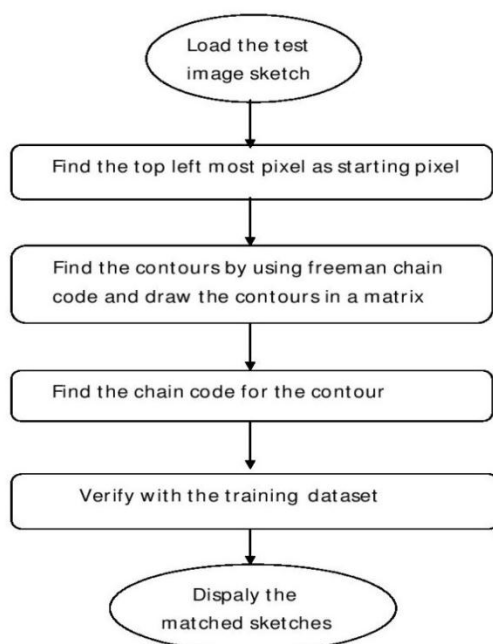 Load the test
image sketch
Find the top left most pixel as starting pixel
Find the contours by using freeman chain
code and draw the contours in a matrix
Find the chain code for the contour
Verify with the training dataset
Dispaly the
matched sketches